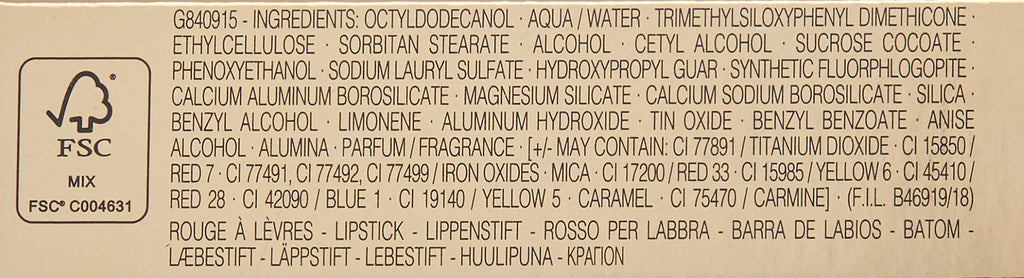 G840915 - INGREDIENTS: OCTYLDODECANOL · AQUA / WATER · TRIMETHYLSILOXYPHENYL DIMETHICONE ·
ETHYLCELLULOSE · SORBITAN STEARATE · ALCOHOL · CETYL ALCOHOL · SUCROSE COCOATE ·
PHENOXYETHANOL · SODIUM LAURYL SULFATE · HYDROXYPROPYL GUAR · SYNTHETIC FLUORPHLOGOPITE ·
CALCIUM ALUMINUM BOROSILICATE · MAGNESIUM SILICATE · CALCIUM SODIUM BOROSILICATE · SILICA ·
BENZYL ALCOHOL · LIMONENE · ALUMINUM HYDROXIDE · TIN OXIDE · BENZYL BENZOATE · ANISE
ALCOHOL · ALUMINA · PARFUM / FRAGRANCE · [+/- MAY CONTAIN: CI 77891 / TITANIUM DIOXIDE · CI 15850 /
RED 7 · CI 77491, CI 77492, CI 77499 / IRON OXIDES · MICA · CI 17200 / RED 33 · CI 15985 / YELLOW 6 · CI 45410 /
RED 28 · CI 42090 / BLUE 1 · CI 19140 / YELLOW 5 · CARAMEL · CI 75470 / CARMINE] · (F.I.L. B46919/18)
ROUGE À LÈVRES - LIPSTICK - LIPPENSTIFT - ROSSO PER LABBRA - BARRA DE LABIOS - BATOM -
LÆBESTIFT - LÄPPSTIFT - LEBESTIFT - HUULIPUNA - ΚΡΑΓΙΟΝ
®
FSC
MIX
FSC® C004631